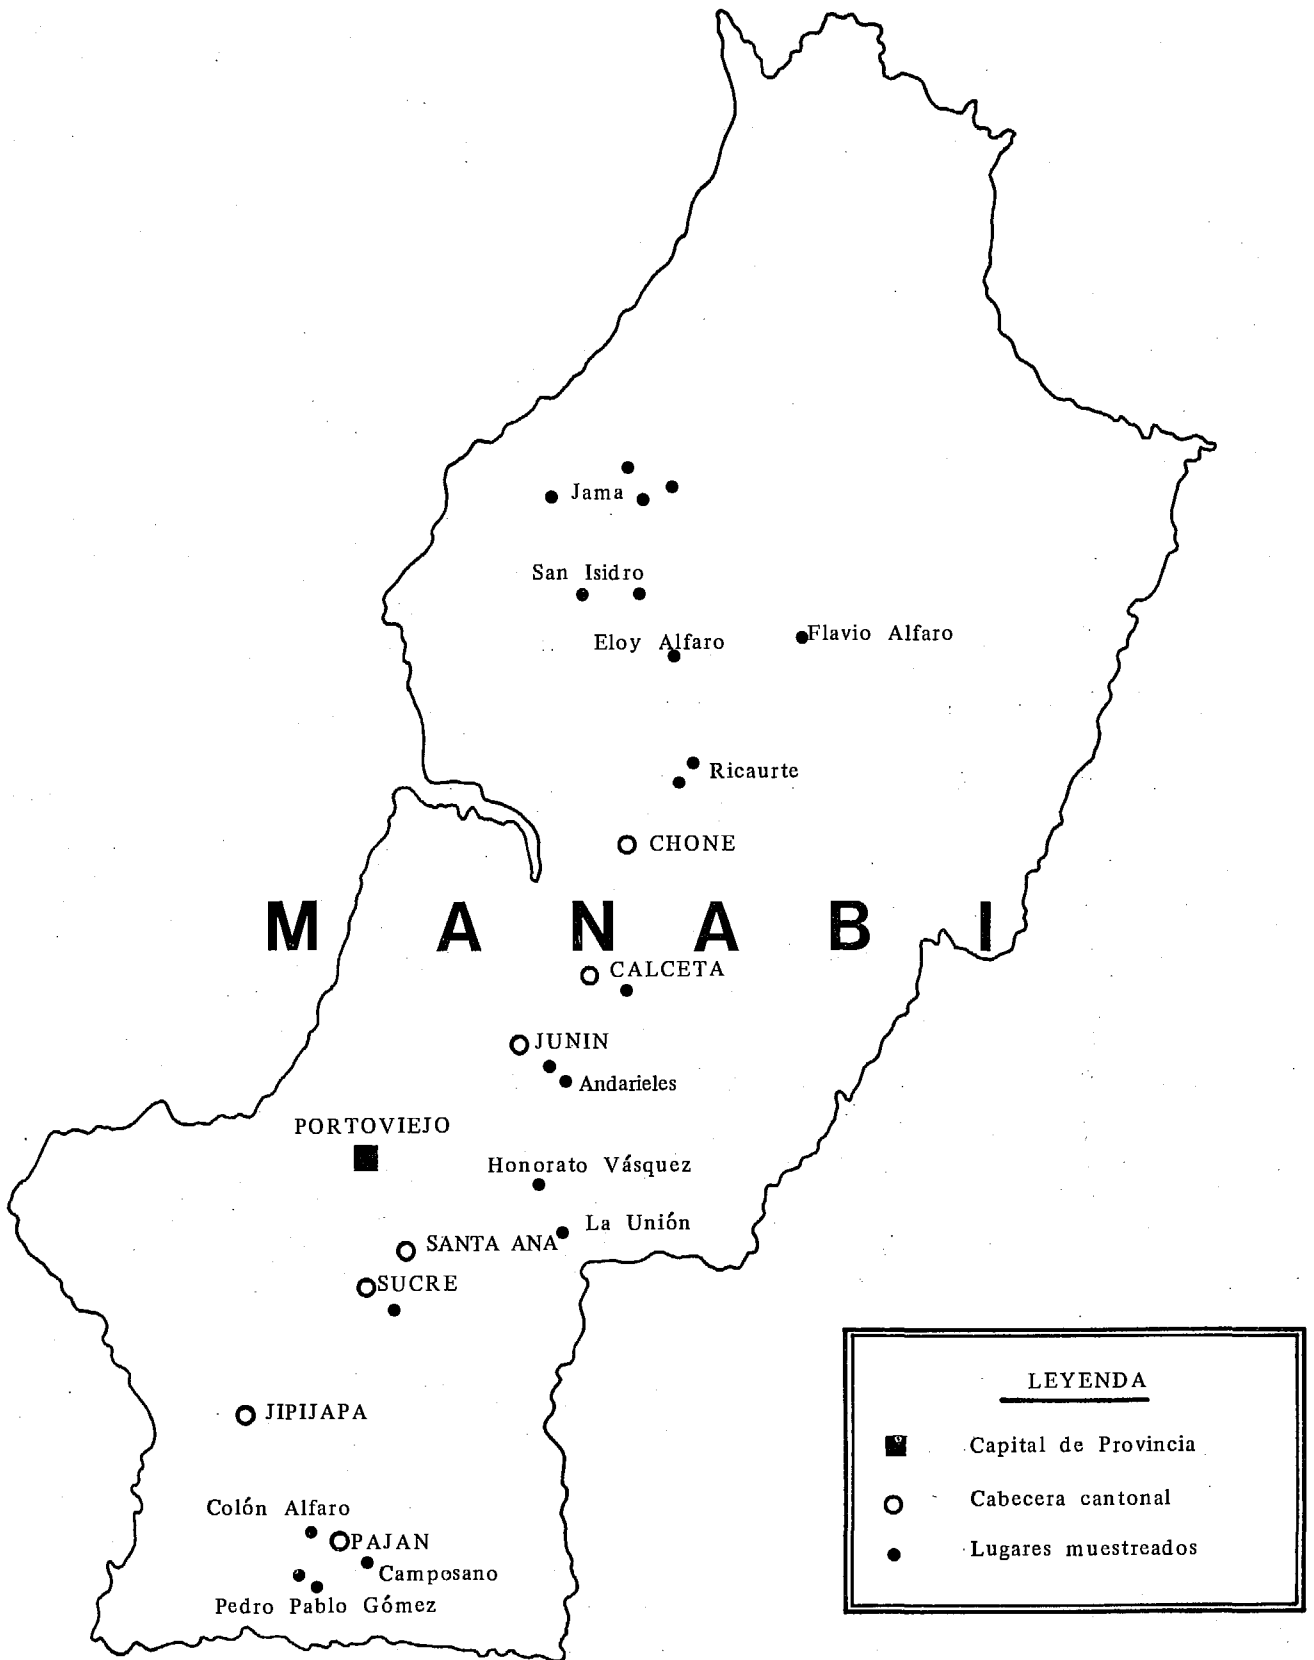 Jama
San Isidro
Eloy Alfaro
Flavio Alfaro
Ricaurte
CHONE
MANABI
CALCETA
JUNIN
Andarieles
PORTOVIEJO
Honorato Vásquez
La Unión
SANTA ANA
SUCRE
JIPIJAPA
Colón Alfaro
PAJAN
Camposano
Pedro Pablo Gómez
LEYENDA
Capital de Provincia
Cabecera cantonal
Lugares muestreados